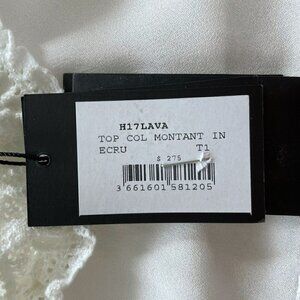 H17LAVA
TOP COL MONTANT IN
ECRU T1
$ 275
3 661601 581205